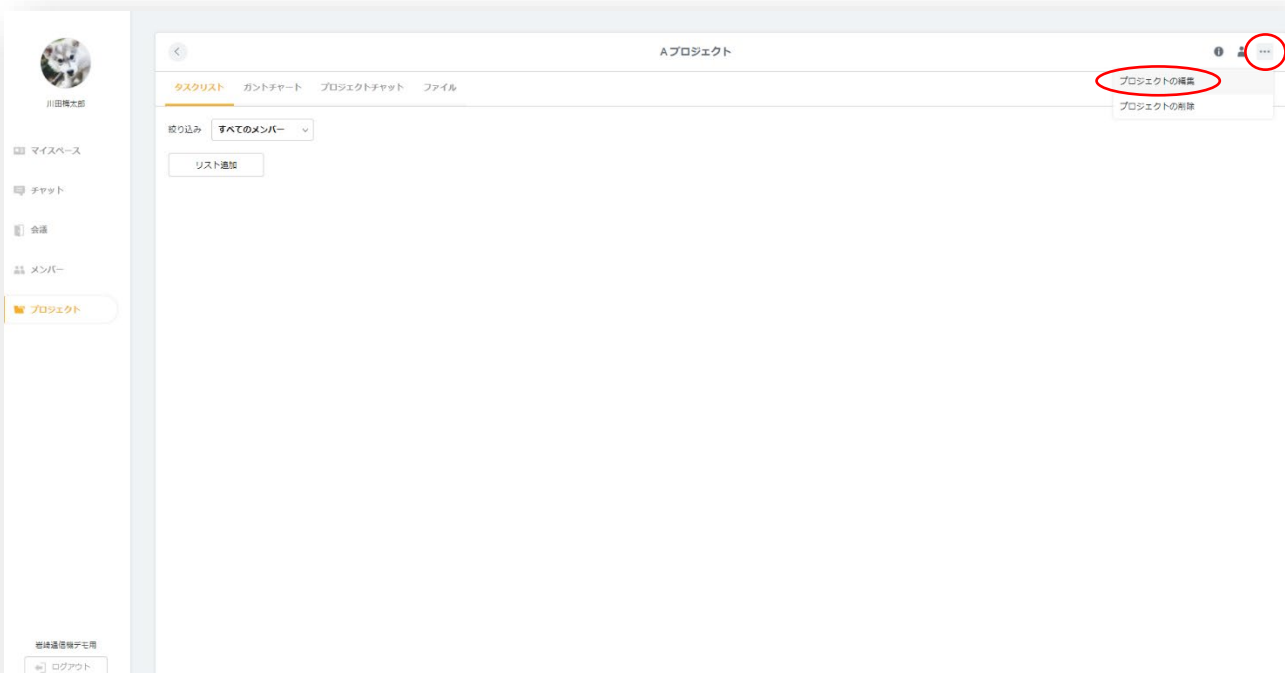 川田橋太郎
マイスペース
チャット
会議
メンバー
プロジェクト
岩崎通信機デモ用
ログアウト
Aプロジェクト
タスクリスト ガントチャート プロジェクトチャット ファイル
絞り込み すべてのメンバー
リスト追加
プロジェクトの編集
プロジェクトの削除